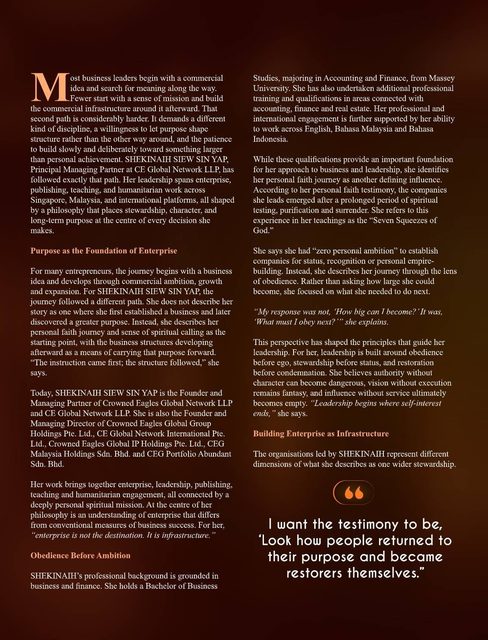 Most business leaders begin with a commercial
idea and search for meaning along the way.
Fewer start with a sense of mission and build
the commercial infrastructure around it afterward. That
second path is considerably harder. It demands a different
kind of discipline, a willingness to let purpose shape
structure rather than the other way around, and the patience
to build slowly and deliberately toward something larger
than personal achievement. SHEKINAIH SIEW SIN YAP,
Principal Managing Partner at CE Global Network LLP, has
followed exactly that path. Her leadership spans enterprise,
publishing, teaching, and humanitarian work across
Singapore, Malaysia, and international platforms, all shaped
by a philosophy that places stewardship, character, and
long-term purpose at the centre of every decision she
makes.
Purpose as the Foundation of Enterprise
For many entrepreneurs, the journey begins with a business
idea and develops through commercial ambition, growth
and expansion. For SHEKINAIH SIEW SIN YAP, the
journey followed a different path. She does not describe her
story as one where she first established a business and later
discovered a greater purpose. Instead, she describes her
personal faith journey and sense of spiritual calling as the
starting point, with the business structures developing
afterward as a means of carrying that purpose forward.
“The instruction came first; the structure followed,” she
says.
Today, SHEKINAIH SIEW SIN YAP is the Founder and
Managing Partner of Crowned Eagles Global Network LLP
and CE Global Network LLP. She is also the Founder and
Managing Director of Crowned Eagles Global Group
Holdings Pte. Ltd., CE Global Network International Pte.
Ltd., Crowned Eagles Global IP Holdings Pte. Ltd., CEG
Malaysia Holdings Sdn. Bhd. and CEG Portfolio Abundant
Sdn. Bhd.
Her work brings together enterprise, leadership, publishing,
teaching and humanitarian engagement, all connected by a
deeply personal spiritual mission. At the centre of her
philosophy is an understanding of enterprise that differs
from conventional measures of business success. For her,
“enterprise is not the destination. It is infrastructure.”
Obedience Before Ambition
SHEKINAIH’s professional background is grounded in
business and finance. She holds a Bachelor of Business
Studies, majoring in Accounting and Finance, from Massey
University. She has also undertaken additional professional
training and qualifications in areas connected with
accounting, finance and real estate. Her professional and
international engagement is further supported by her ability
to work across English, Bahasa Malaysia and Bahasa
Indonesia.
While these qualifications provide an important foundation
for her approach to business and leadership, she identifies
her personal faith journey as another defining influence.
According to her personal faith testimony, the companies
she leads emerged after a prolonged period of spiritual
testing, purification and surrender. She refers to this
experience in her teachings as the “Seven Squeezes of
God.”
She says she had “zero personal ambition” to establish
companies for status, recognition or personal empire-
building. Instead, she describes her journey through the lens
of obedience. Rather than asking how large she could
become, she focused on what she needed to do next.
“My response was not, ‘How big can I become?’ It was,
‘What must I obey next?’” she explains.
This perspective has shaped the principles that guide her
leadership. For her, leadership is built around obedience
before ego, stewardship before status, and restoration
before condemnation. She believes authority without
character can become dangerous, vision without execution
remains fantasy, and influence without service ultimately
becomes empty. “Leadership begins where self-interest
ends,” she says.
Building Enterprise as Infrastructure
The organisations led by SHEKINAIH represent different
dimensions of what she describes as one wider stewardship.
“
I want the testimony to be,
‘Look how people returned to
their purpose and became
restorers themselves.”